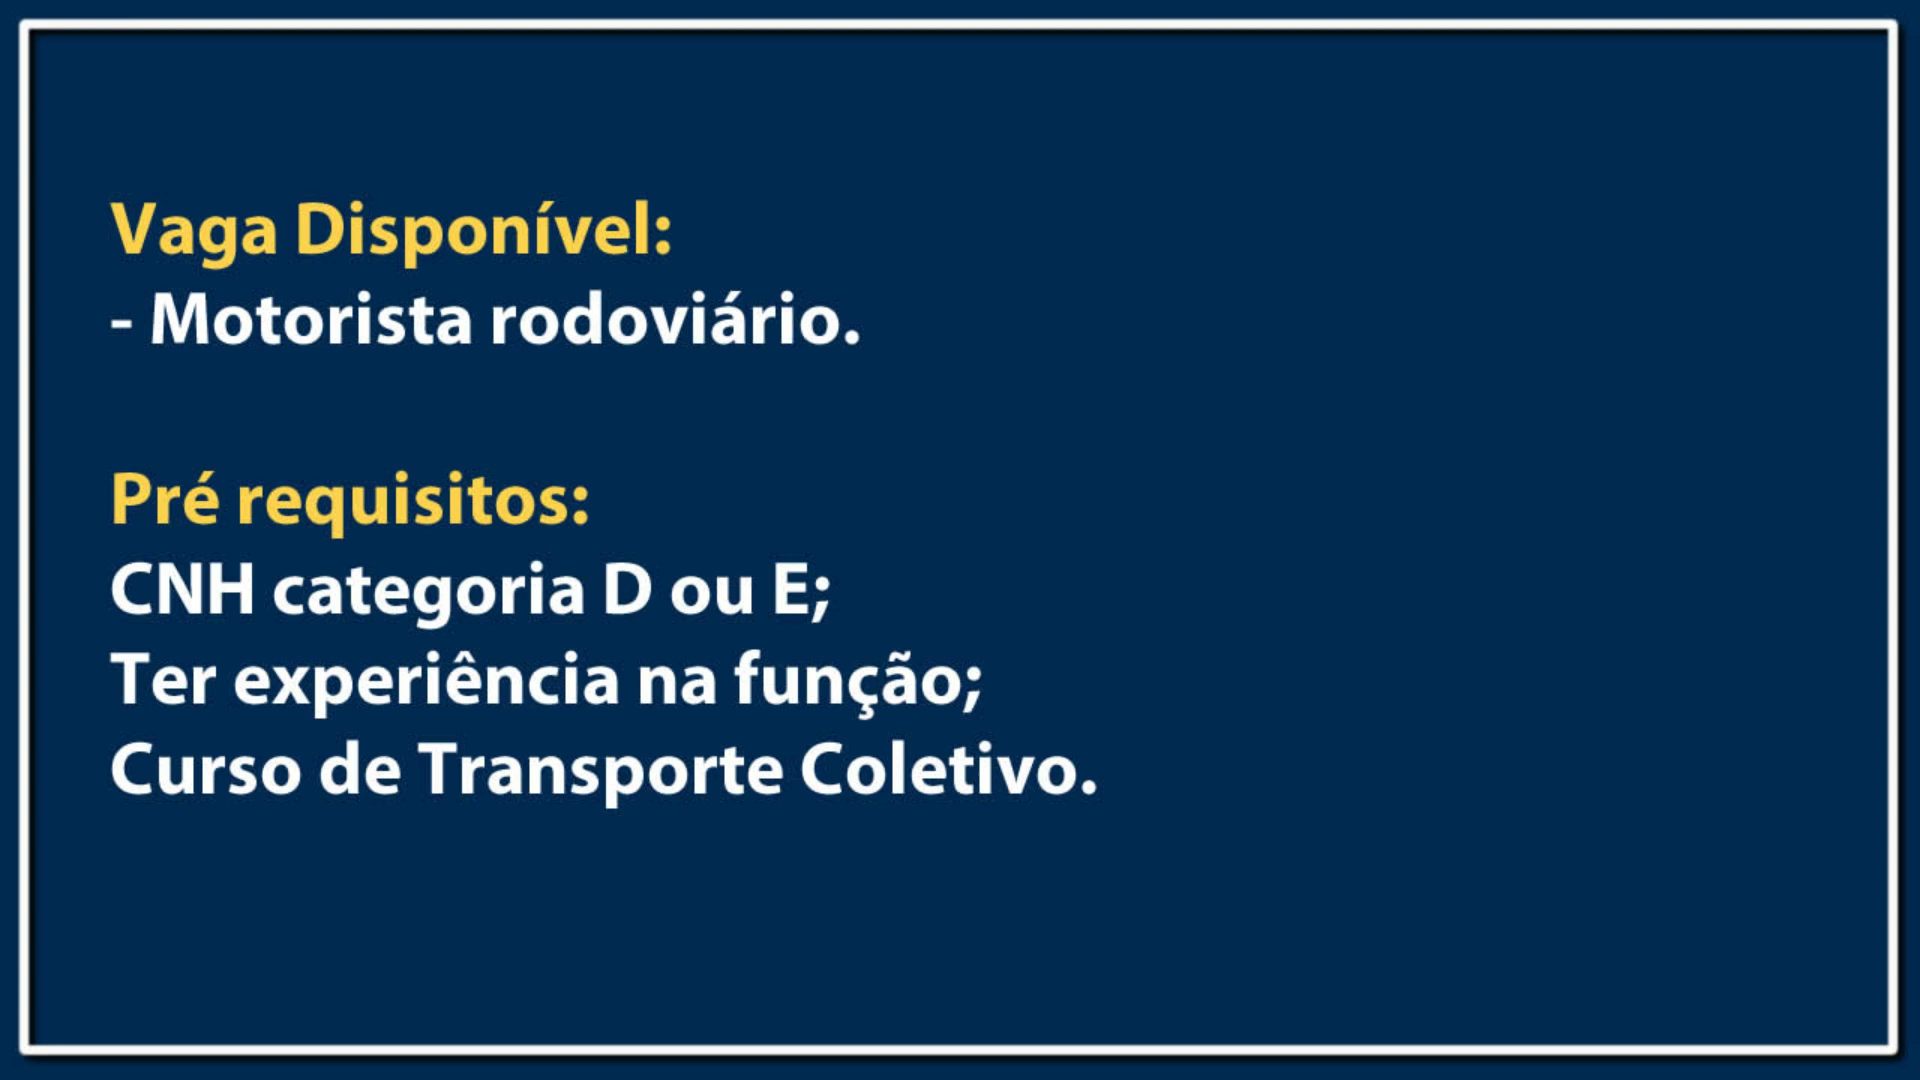 Vaga Disponível:
- Motorista rodoviário.
Pré requisitos:
CNH categoria D ou E;
Ter experiência na função;
Curso de Transporte Coletivo.